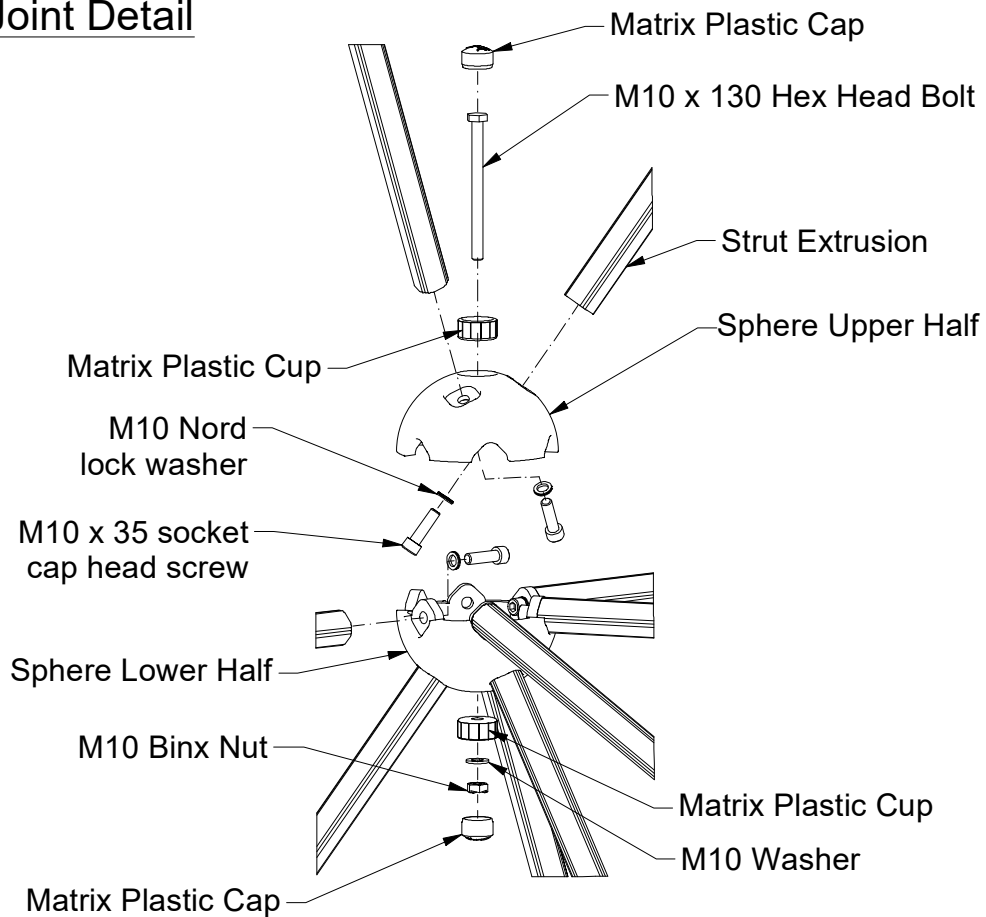 Joint Detail
Matrix Plastic Cap
M10 x 130 Hex Head Bolt
Strut Extrusion
Sphere Upper Half
Matrix Plastic Cup
M10 Nord
lock washer
M10 x 35 socket
cap head screw
Sphere Lower Half
M10 Binx Nut
Matrix Plastic Cup
M10 Washer
Matrix Plastic Cap